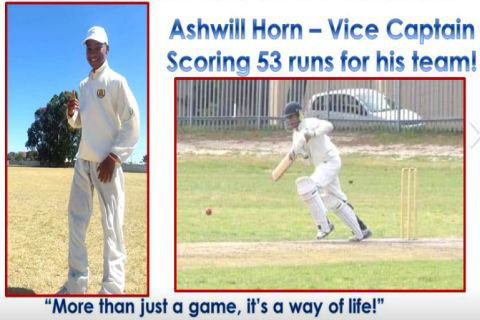 Ashwill Horn – Vice Captain
Scoring 53 runs for his team!
“More than just a game, it’s a way of life!”